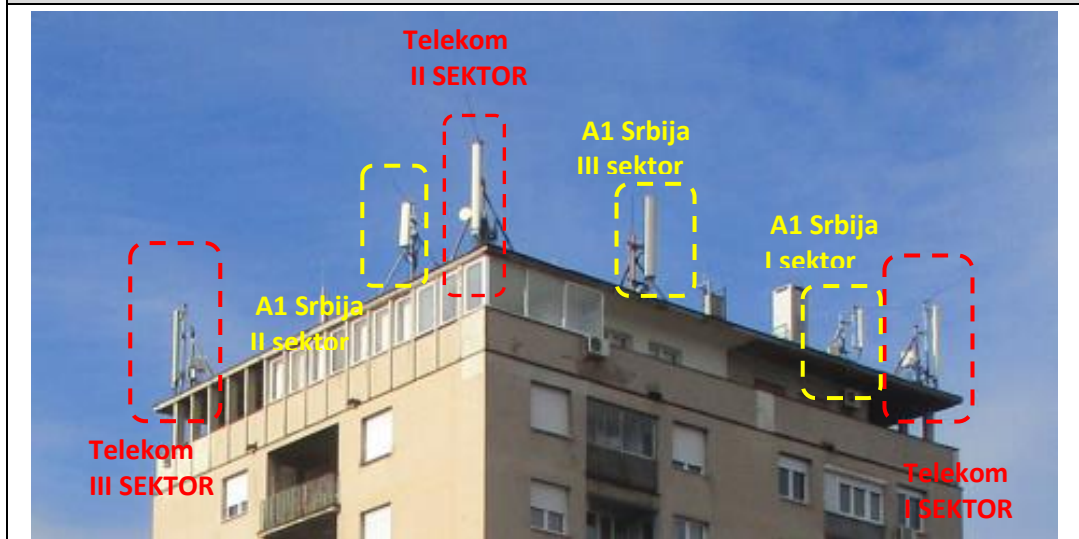 Telekom
II SEKTOR
A1 Srbija
III sektor
A1 Srbija
I sektor
A1 Srbija
II sektor
Telekom
III SEKTOR
Telekom
I SEKTOR